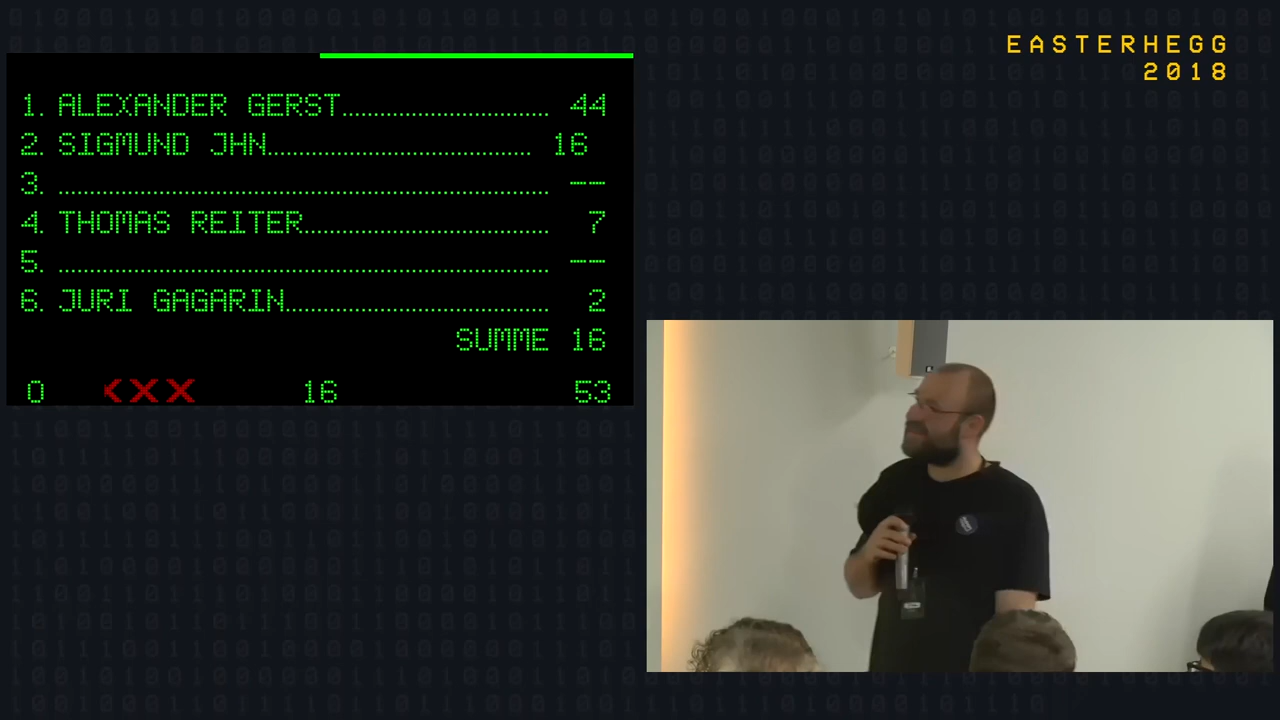 EASTERHEGG
2018
1. ALEXANDER GERST............................... 44
2. SIGMUND JHN........................................ 16
3. ........................................................................... --
4. THOMAS REITER..................................... 7
5. ........................................................................... --
6. JURI GAGARIN........................................ 2
SUMME 16
0 <XX 16 53